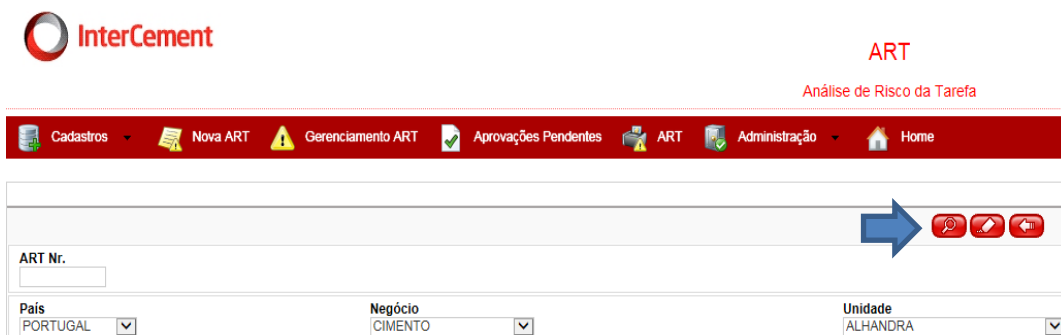 InterCement
ART
Análise de Risco da Tarefa
Cadastros Nova ART Gerenciamento ART Aprovações Pendentes ART Administração Home
ART Nr.
País Negócio Unidade
PORTUGAL CIMENTO ALHANDRA